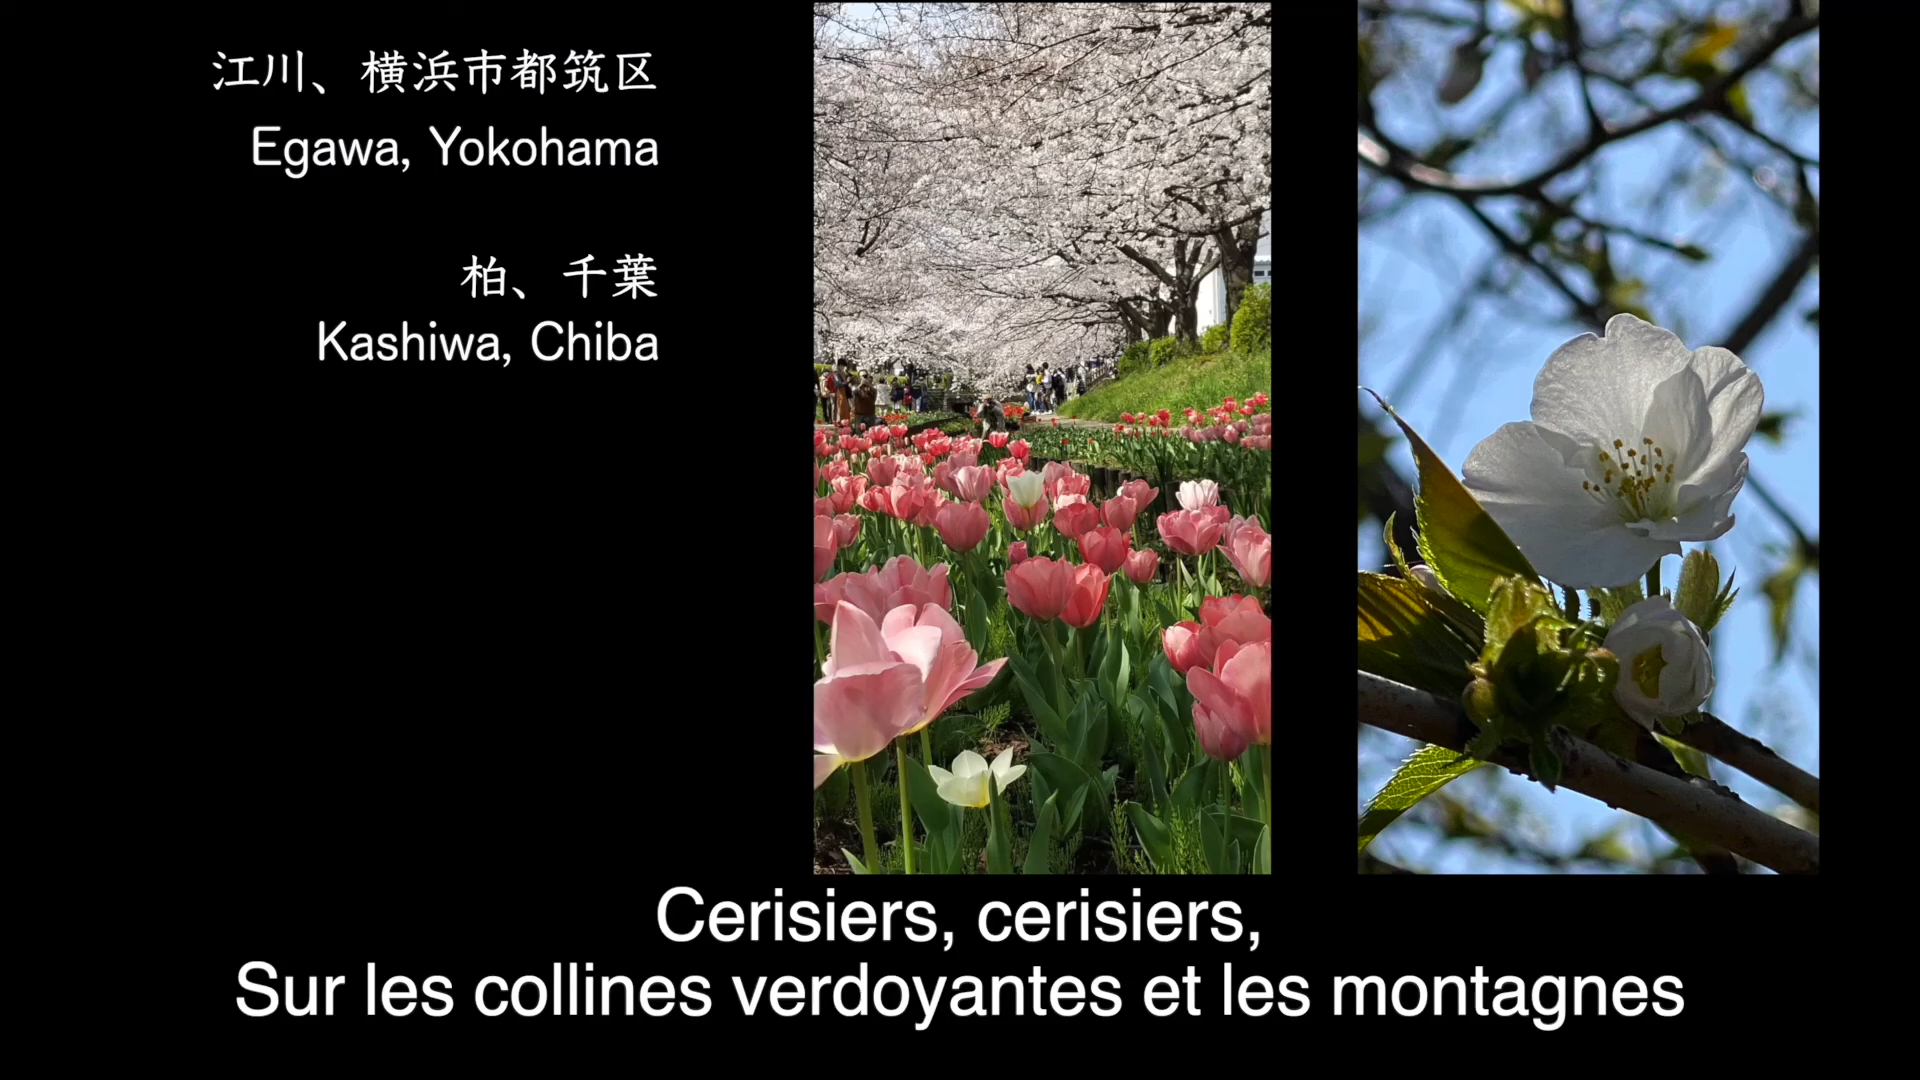 江川、横浜市都筑区
Egawa, Yokohama
柏、千葉
Kashiwa, Chiba
Cerisiers, cerisiers,
Sur les collines verdoyantes et les montagnes